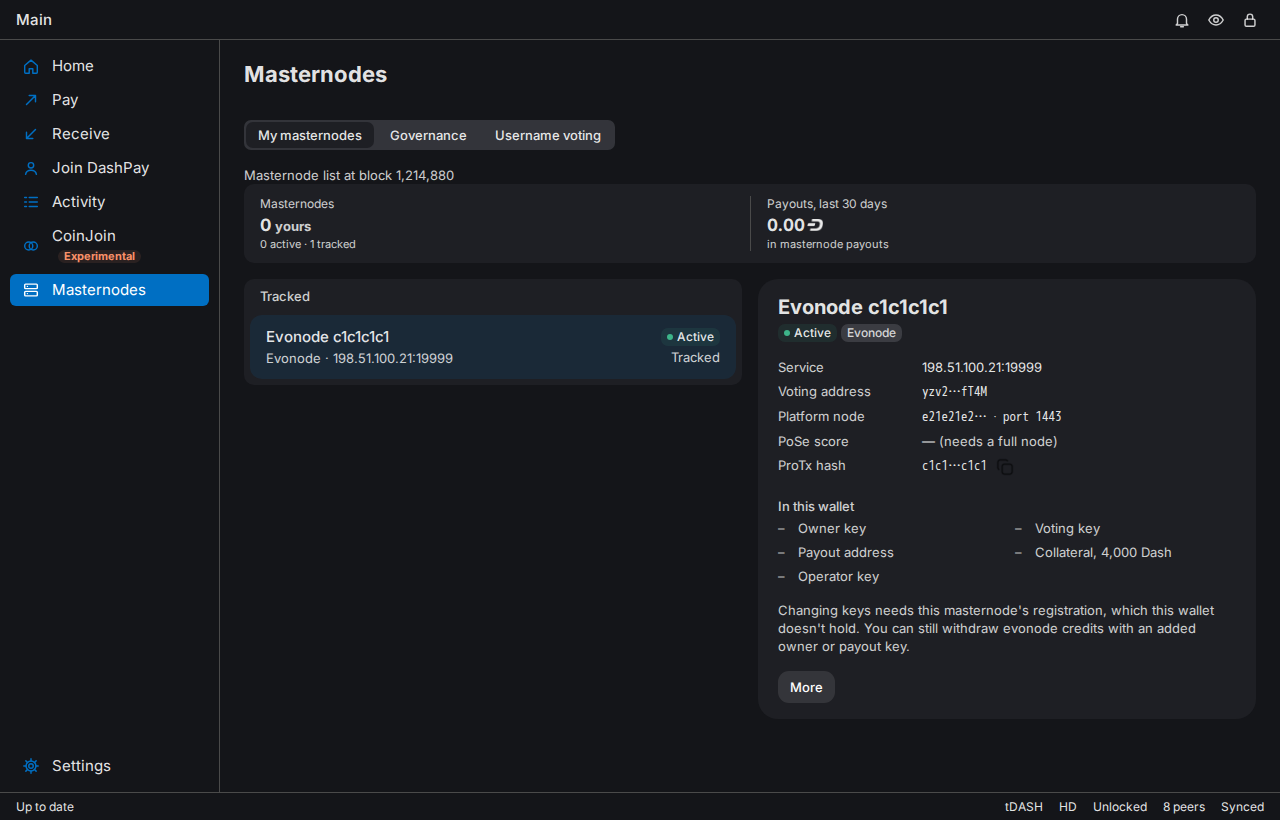 Main
Home
Pay
Receive
Join DashPay
Activity
CoinJoin
Experimental
Masternodes
Settings
Masternodes
My masternodes Governance Username voting
Masternode list at block 1,214,880
Masternodes
0 yours
0 active · 1 tracked
Payouts, last 30 days
0.00
in masternode payouts
Tracked
Evonode c1c1c1c1 Active
Evonode · 198.51.100.21:19999 Tracked
Evonode c1c1c1c1
Active Evonode
Service 198.51.100.21:19999
Voting address yzv2⋯fT4M
Platform node e21e21e2⋯ · port 1443
PoSe score — (needs a full node)
ProTx hash c1c1⋯c1c1
In this wallet
– Owner key – Voting key
– Payout address – Collateral, 4,000 Dash
– Operator key
Changing keys needs this masternode's registration, which this wallet
doesn't hold. You can still withdraw evonode credits with an added
owner or payout key.
More
Up to date tDASH HD Unlocked 8 peers Synced